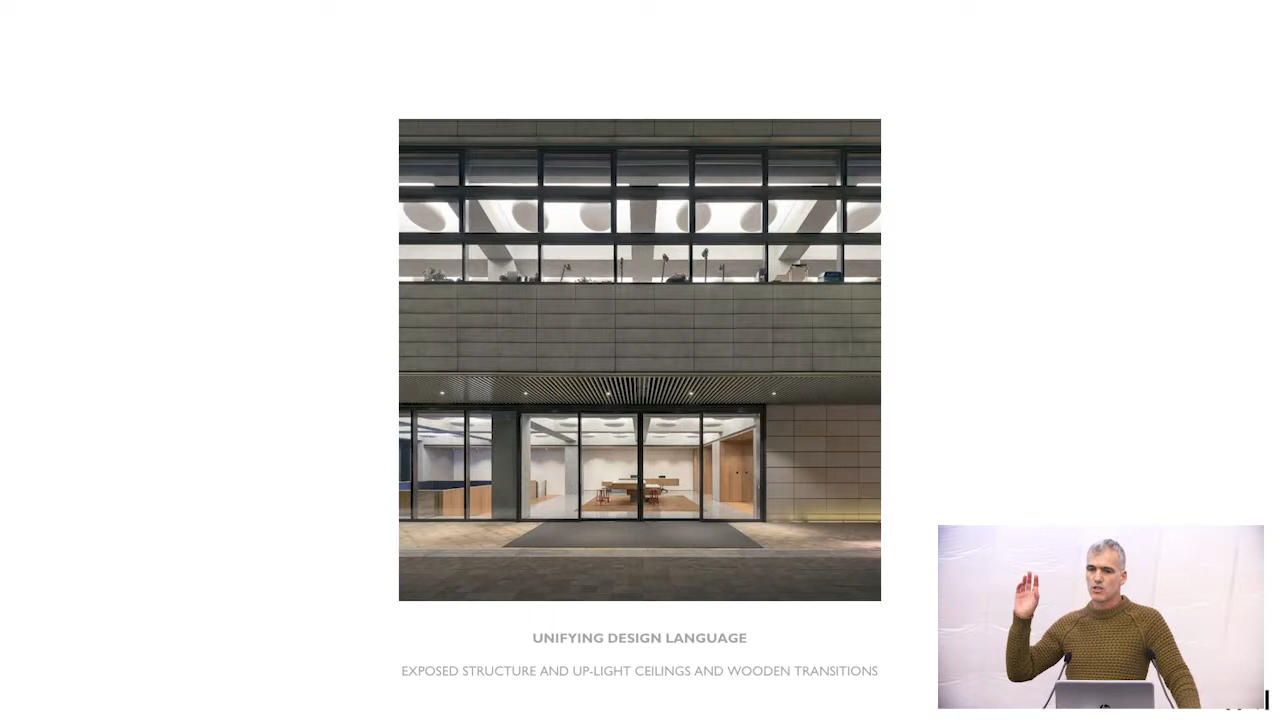 UNIFYING DESIGN LANGUAGE
EXPOSED STRUCTURE AND UP-LIGHT CEILINGS AND WOODEN TRANSITIONS